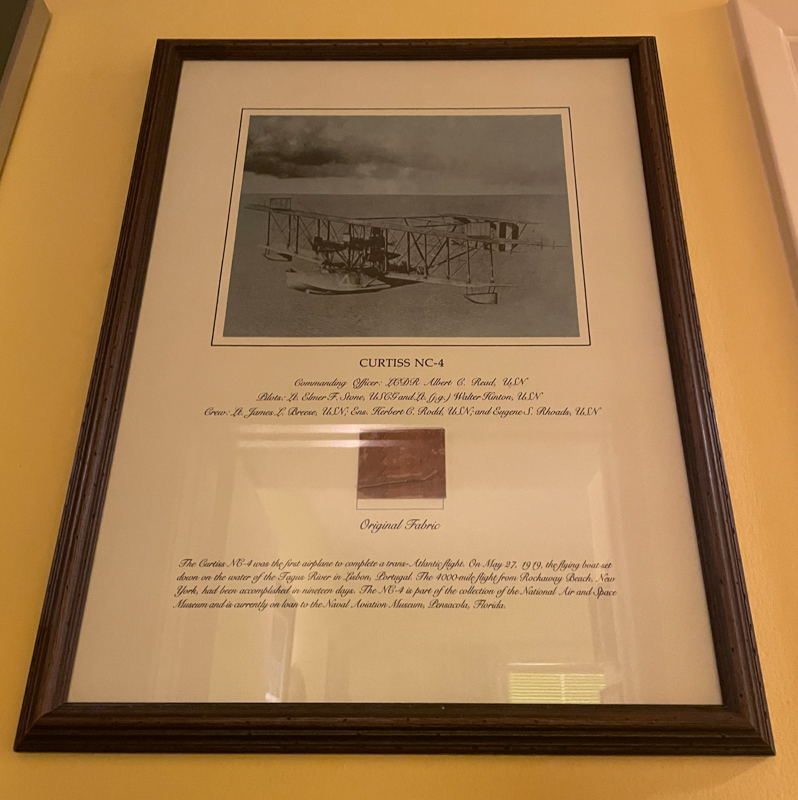 CURTISS NC-4
Commanding Officer: LCDR Albert C. Read, USN
Pilots: Lt. Elmer F. Stone, USCG and Lt. (j.g.) Walter Hinton, USN
Crew: Lt. James L. Breese, USN; Ens. Herbert C. Rodd, USN; and Eugene S. Rhoads, USN
Original Fabric
The Curtiss NC-4 was the first airplane to complete a trans-Atlantic flight. On May 27, 1919, the flying boat set
down on the water of the Tagus River in Lisbon, Portugal. The 4000-mile flight from Rockaway Beach, New
York, had been accomplished in nineteen days. The NC-4 is part of the collection of the National Air and Space
Museum and is currently on loan to the Naval Aviation Museum, Pensacola, Florida.